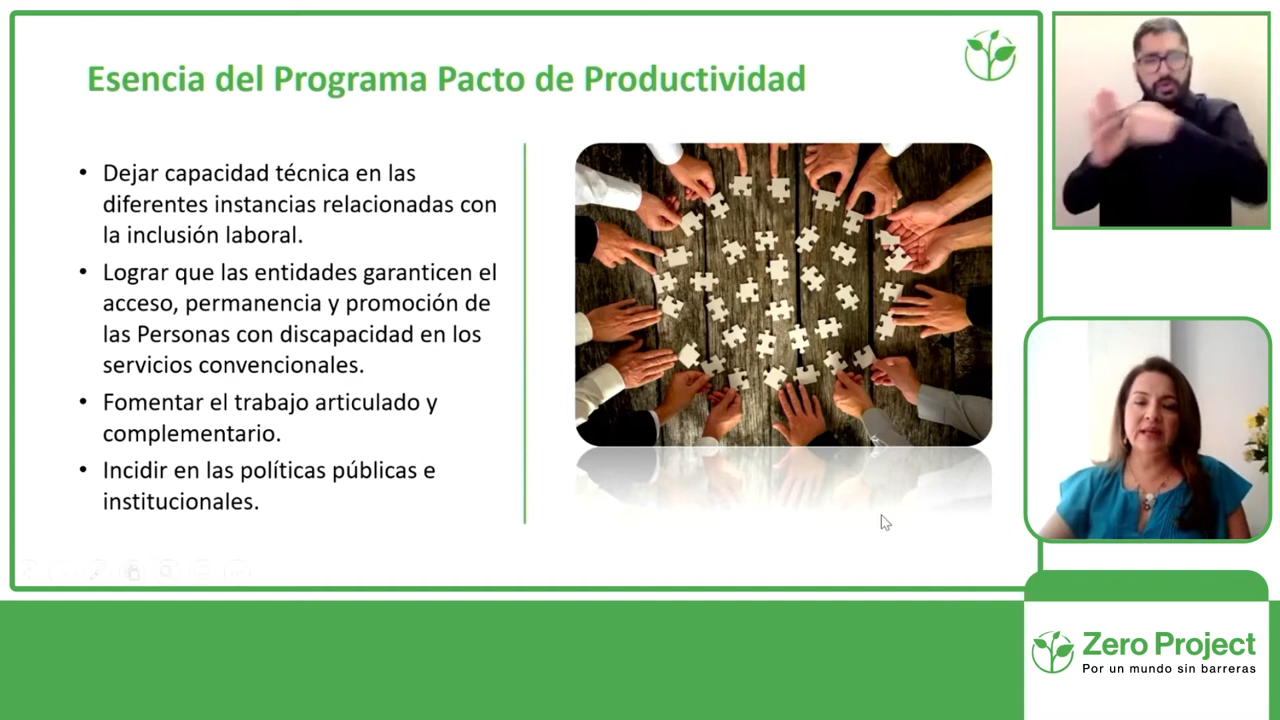 Esencia del Programa Pacto de Productividad
• Dejar capacidad técnica en las
diferentes instancias relacionadas con
la inclusión laboral.
• Lograr que las entidades garanticen el
acceso, permanencia y promoción de
las Personas con discapacidad en los
servicios convencionales.
• Fomentar el trabajo articulado y
complementario.
• Incidir en las políticas públicas e
institucionales.
Zero Project
Por un mundo sin barreras